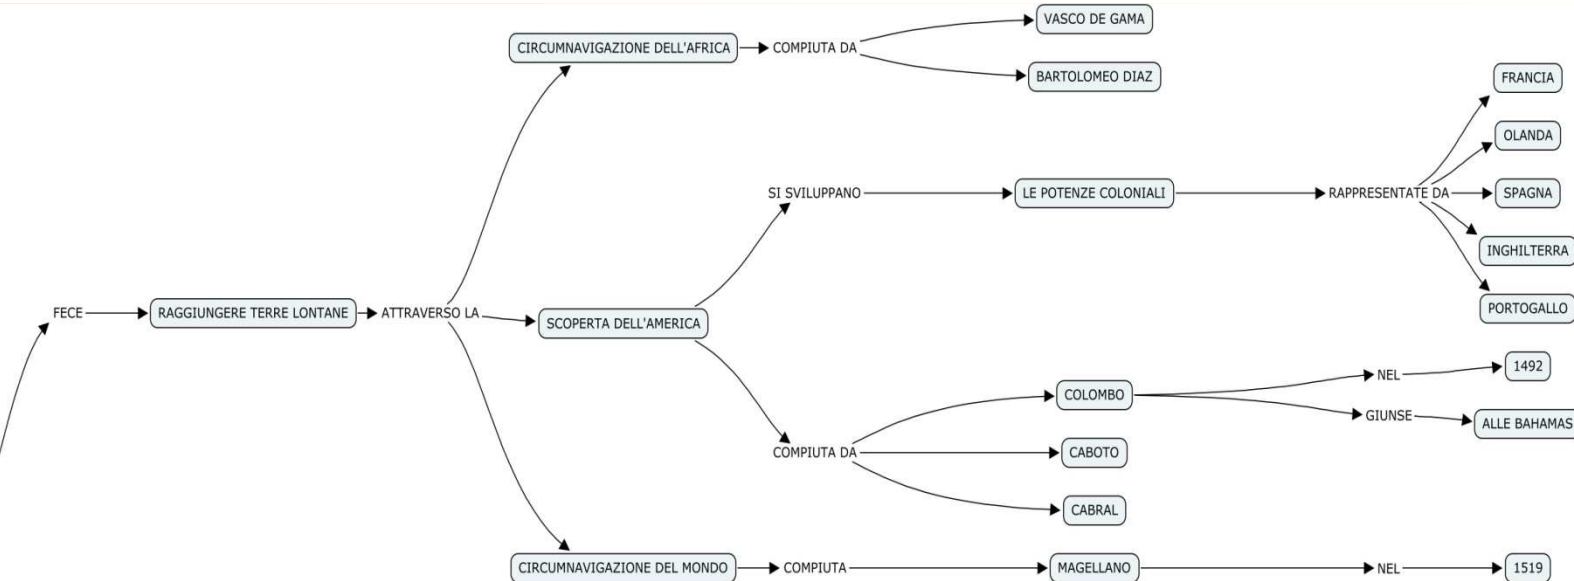 FECE
RAGGIUNGERE TERRE LONTANE
ATTRAVERSO LA
CIRCUMNAVIGAZIONE DELL'AFRICA
COMPIUTA DA
VASCO DE GAMA
BARTOLOMEO DIAZ
SCOPERTA DELL'AMERICA
SI SVILUPPANO
LE POTENZE COLONIALI
RAPPRESENTATE DA
FRANCIA
OLANDA
SPAGNA
INGHILTERRA
PORTOGALLO
COMPIUTA DA
COLOMBO
NEL
1492
GIUNSE
ALLE BAHAMAS
CABOTO
CABRAL
CIRCUMNAVIGAZIONE DEL MONDO
COMPIUTA
MAGELLANO
NEL
1519